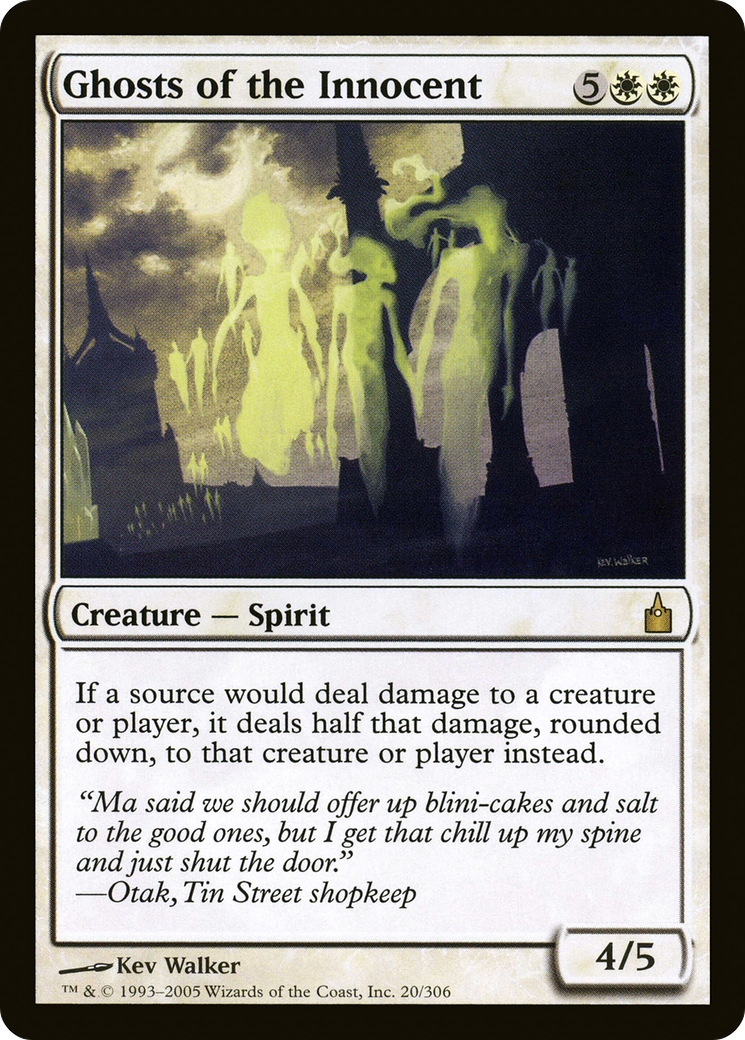 Ghosts of the Innocent 5
Kev. Walker
Creature — Spirit
If a source would deal damage to a creature
or player, it deals half that damage, rounded
down, to that creature or player instead.
“Ma said we should offer up blini-cakes and salt
to the good ones, but I get that chill up my spine
and just shut the door.”
—Otak, Tin Street shopkeep
4/5
Kev Walker
™ & © 1993–2005 Wizards of the Coast, Inc. 20/306